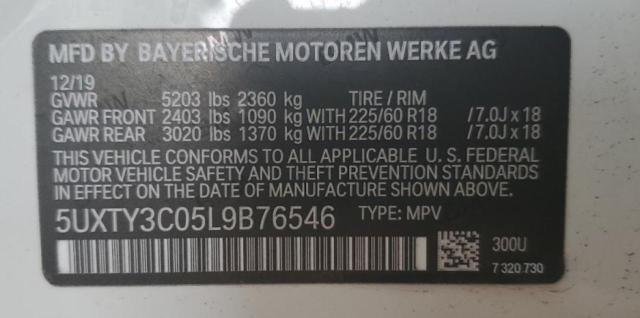 MFD BY BAYERISCHE MOTOREN WERKE AG
12/19
GVWR 5203 lbs 2360 kg TIRE / RIM
GAWR FRONT 2403 lbs 1090 kg WITH 225/60 R18 / 7.0J x 18
GAWR REAR 3020 lbs 1370 kg WITH 225/60 R18 / 7.0J x 18
THIS VEHICLE CONFORMS TO ALL APPLICABLE U. S. FEDERAL
MOTOR VEHICLE SAFETY AND THEFT PREVENTION STANDARDS
IN EFFECT ON THE DATE OF MANUFACTURE SHOWN ABOVE.
5UXTY3C05L9B76546 TYPE: MPV
300U
7 320 730